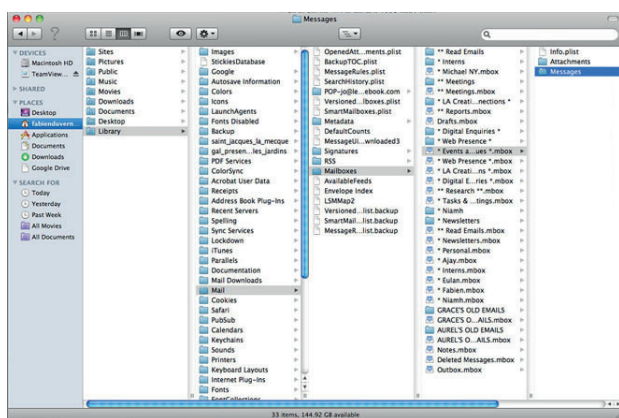 Messages
DEVICES
Macintosh HD
TeamView...
SHARED
PLACES
Desktop
fabienduvern...
Applications
Documents
Downloads
Google Drive
SEARCH FOR
Today
Yesterday
Past Week
All Movies
All Documents
Sites
Pictures
Public
Music
Movies
Downloads
Documents
Desktop
Library
Images
StickiesDatabase
Google
Autosave Information
Colors
Icons
LaunchAgents
Fonts Disabled
Backup
saint_jacques_la_mecque
gal_presen...les_jardins
PDF Services
ColorSync
Acrobat User Data
Receipts
Address Book Plug-Ins
Recent Servers
Spelling
Sync Services
Lockdown
iTunes
Parallels
Documentation
Mail Downloads
Mail
Cookies
Safari
PubSub
Calendars
Keychains
Sounds
Printers
Keyboard Layouts
Internet Plug-Ins
Fonts
FontCollections
OpenedAtt...ments.plist
BackupTOC.plist
MessageRules.plist
SearchHistory.plist
POP-jo@le...ebook.com
Versioned...lboxes.plist
SmartMailboxes.plist
Metadata
DefaultCounts
MessageUi...wnloaded3
Signatures
RSS
Mailboxes
AvailableFeeds
Envelope Index
LSMMap2
Versioned...list.backup
SmartMail...list.backup
MessageR...list.backup
** Read Emails
* Interns
* Michael NY.mbox
** Meetings
** Meetings.mbox
* LA Creati...nections *
** Reports.mbox
Drafts.mbox
* Digital Enquiries *
* Web Presence *
* Events a...ues *.mbox
* Web Presence *.mbox
* LA Creati...ns *.mbox
* Digital E...ries *.mbox
** Research **.mbox
* Tasks & ...tings.mbox
* Niamh
* Newsletters
** Read Emails.mbox
* Newsletters.mbox
* Personal.mbox
* Ajay.mbox
* Interns.mbox
* Eulan.mbox
* Fabien.mbox
* Niamh.mbox
GRACE'S OLD EMAILS
GRACE'S O...AILS.mbox
AUREL'S OLD EMAILS
AUREL'S O...AILS.mbox
Notes.mbox
Deleted Messages.mbox
Outbox.mbox
Info.plist
Attachments
Messages
33 items, 144.92 GB available